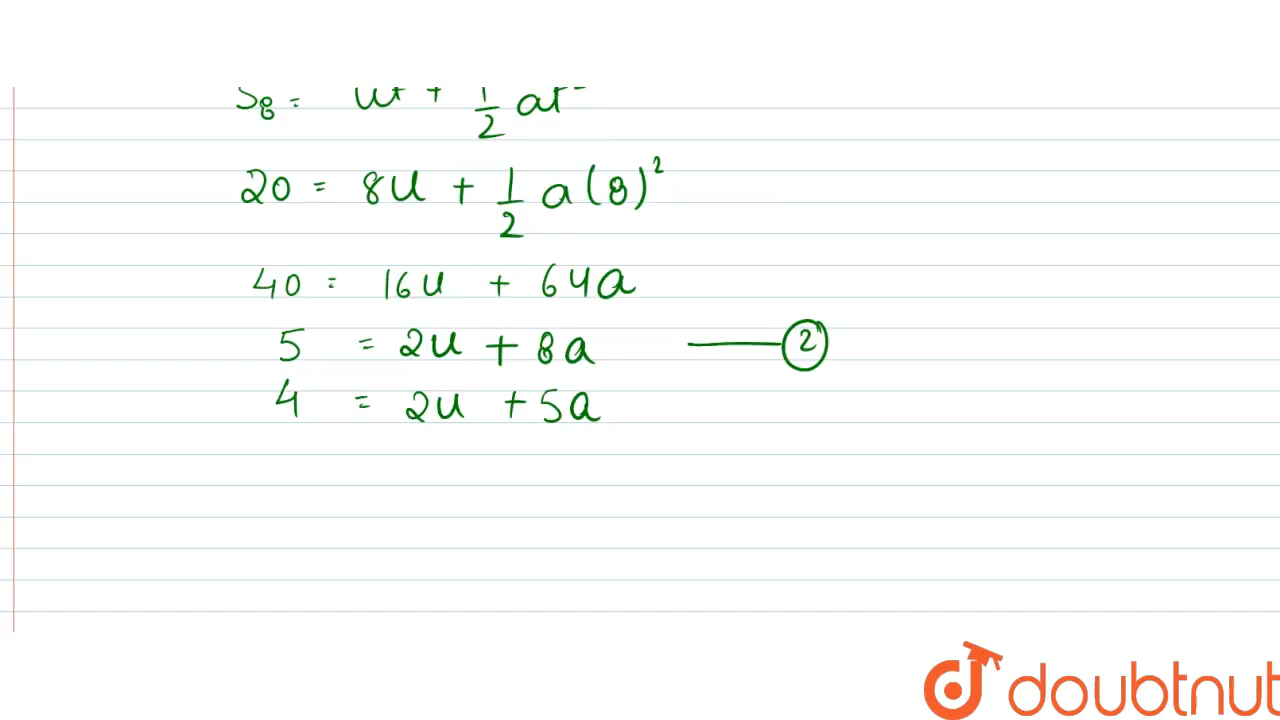 S₈ = ut + 1/2 at²
20 = 8u + 1/2 a(8)²
40 = 16u + 64a
5 = 2u + 8a ——— ②
4 = 2u + 5a
doubtnut